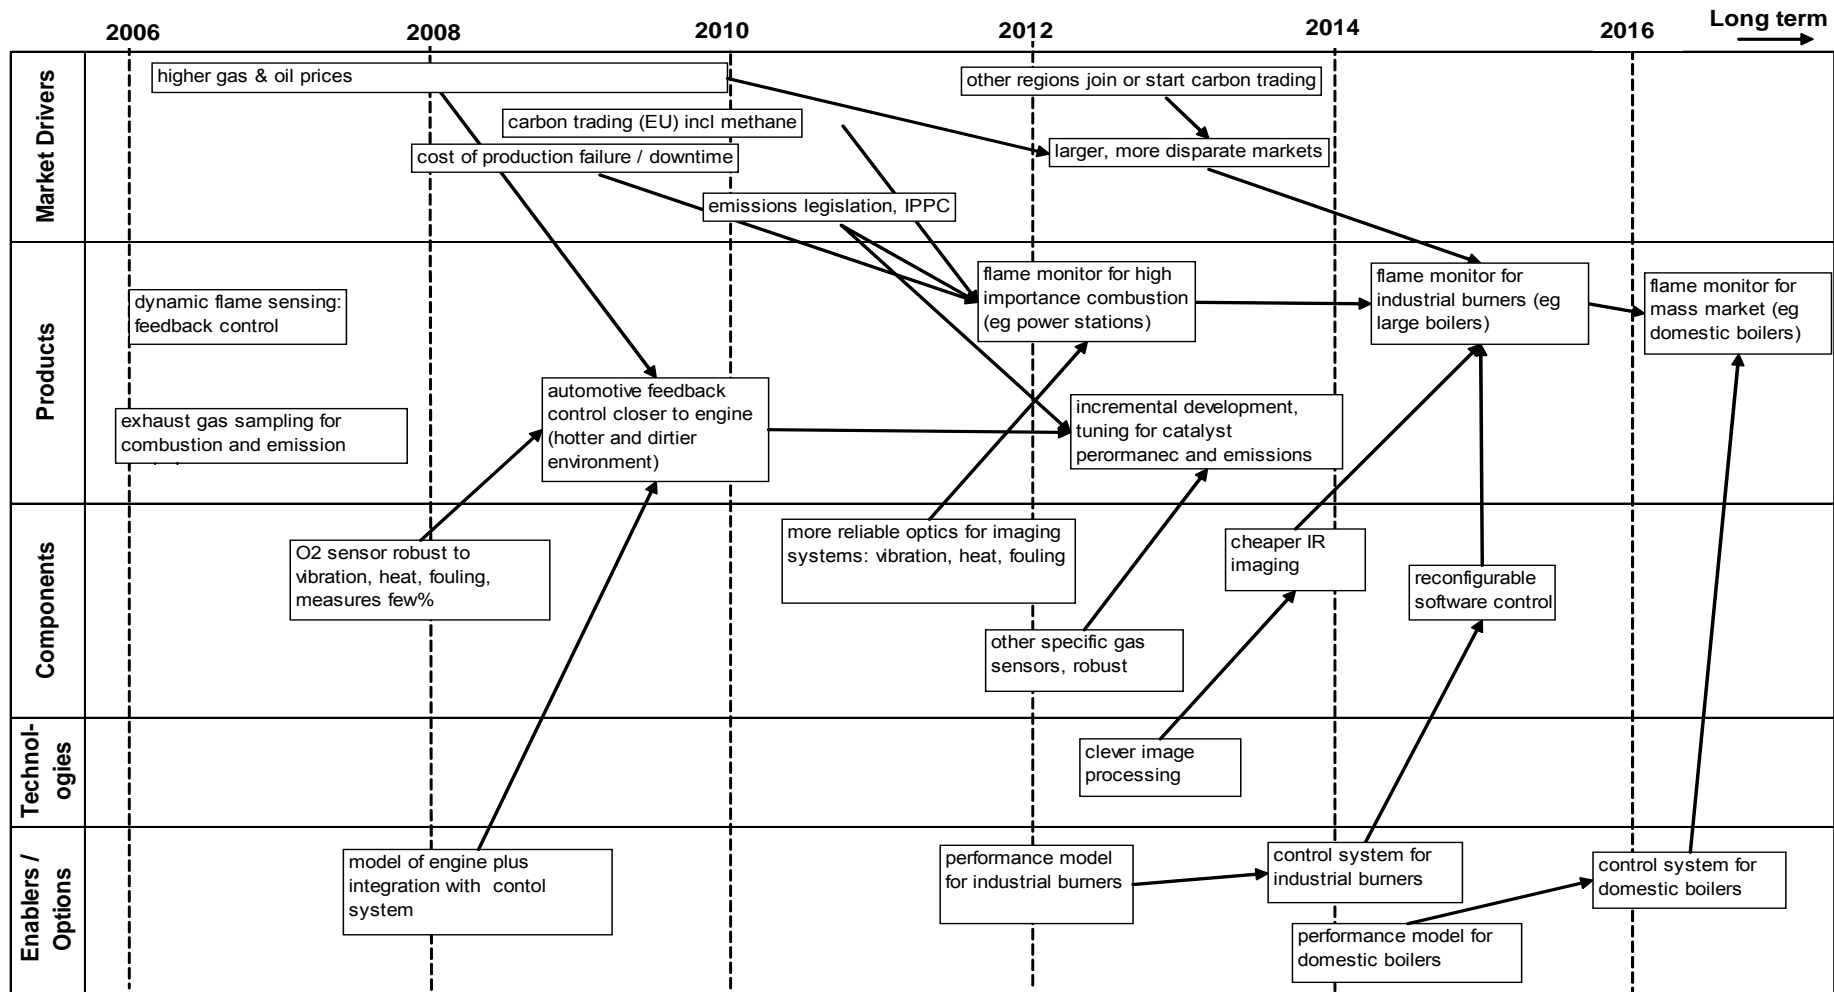 2006
2008
2010
2012
2014
2016
Long term
Market Drivers
higher gas & oil prices
other regions join or start carbon trading
carbon trading (EU) incl methane
cost of production failure / downtime
larger, more disparate markets
emissions legislation, IPPC
Products
dynamic flame sensing:
feedback control
flame monitor for high
importance combustion
(eg power stations)
flame monitor for
industrial burners (eg
large boilers)
flame monitor for
mass market (eg
domestic boilers)
exhaust gas sampling for
combustion and emission
automotive feedback
control closer to engine
(hotter and dirtier
environment)
incremental development,
tuning for catalyst
perormanec and emissions
Components
O2 sensor robust to
vibration, heat, fouling,
measures few%
more reliable optics for imaging
systems: vibration, heat, fouling
cheaper IR
imaging
reconfigurable
software control
other specific gas
sensors, robust
Technol-
ogies
clever image
processing
Enablers /
Options
model of engine plus
integration with contol
system
performance model
for industrial burners
control system for
industrial burners
control system for
domestic boilers
performance model for
domestic boilers